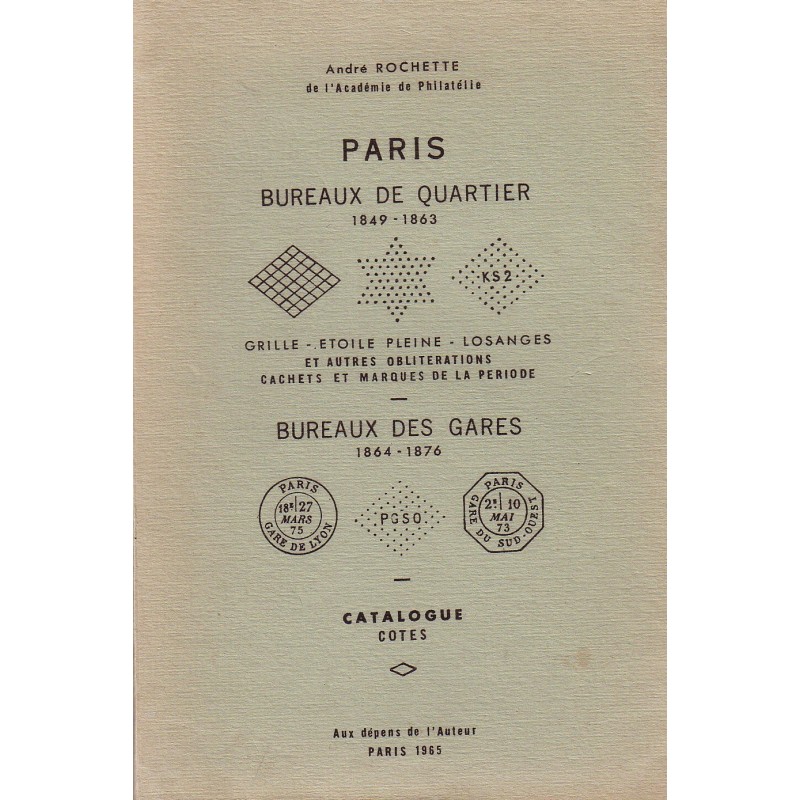 André ROCHETTE
de l'Académie de Philatélie
PARIS
BUREAUX DE QUARTIER
1849 - 1863
KS2
GRILLE - ETOILE PLEINE - LOSANGES
ET AUTRES OBLITERATIONS
CACHETS ET MARQUES DE LA PERIODE
BUREAUX DES GARES
1864 - 1876
PARIS
18E 27
MARS
75
GARE DE LYON
PGSO
PARIS
2E 10
MAI
73
GARE DU SUD-OUEST
CATALOGUE
COTES
Aux dépens de l'Auteur
PARIS 1965